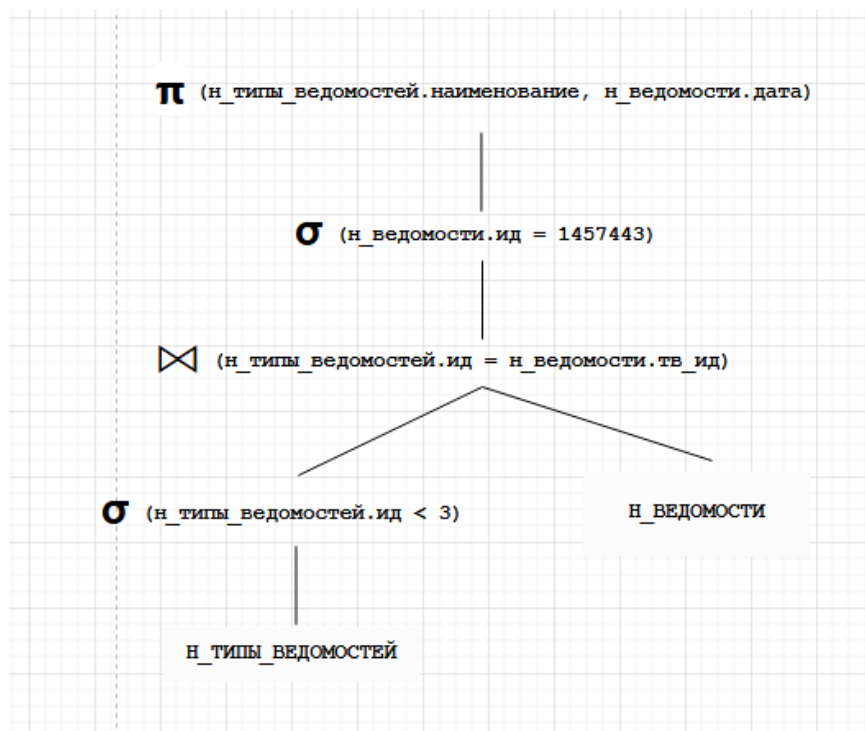 π (н_типы_ведомостей.наименование, н_ведомости.дата)
σ (н_ведомости.ид = 1457443)
⋈ (н_типы_ведомостей.ид = н_ведомости.тв_ид)
σ (н_типы_ведомостей.ид < 3)
Н_ВЕДОМОСТИ
Н_ТИПЫ_ВЕДОМОСТЕЙ